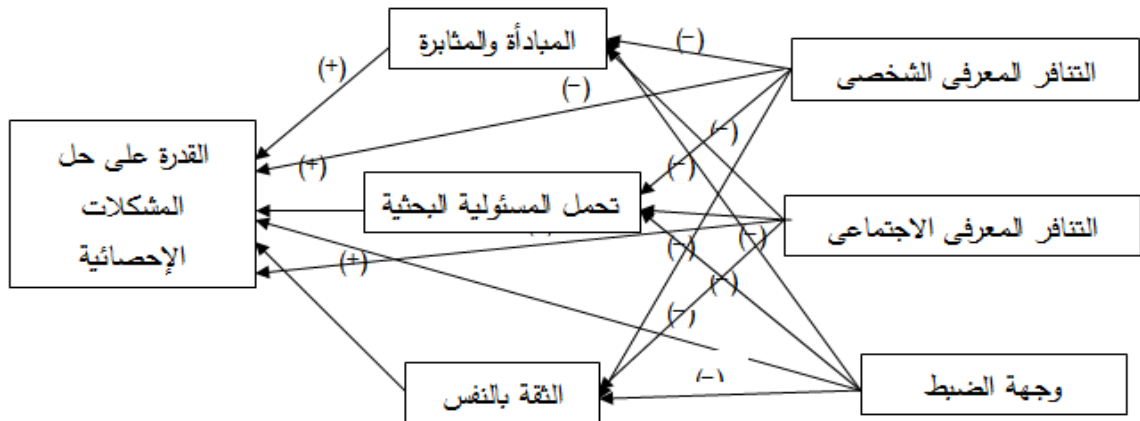 المبادأة والمثابرة
(−)
التنافر المعرفى الشخصى
(+)
(−)
القدرة على حل
المشكلات
الإحصائية
(−)
(+)
(−)
تحمل المسئولية البحثية
التنافر المعرفى الاجتماعى
(−)
(−)
(+)
(−)
(−)
وجهة الضبط
(−)
الثقة بالنفس